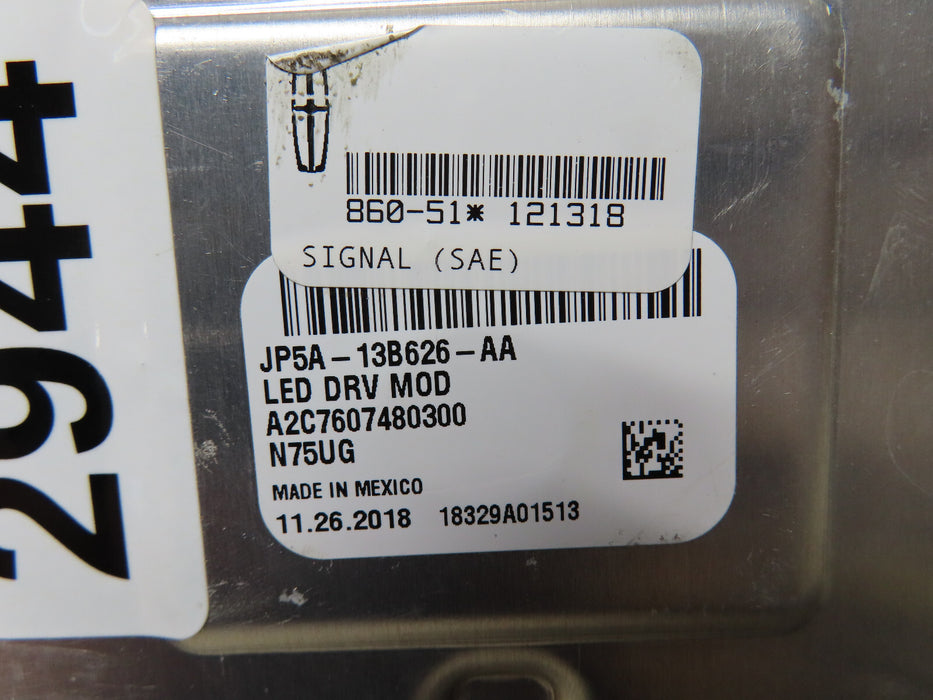 2944
860-51* 121318
SIGNAL (SAE)
JP5A-13B626-AA
LED DRV MOD
A2C7607480300
N75UG
MADE IN MEXICO
11.26.2018 18329A01513